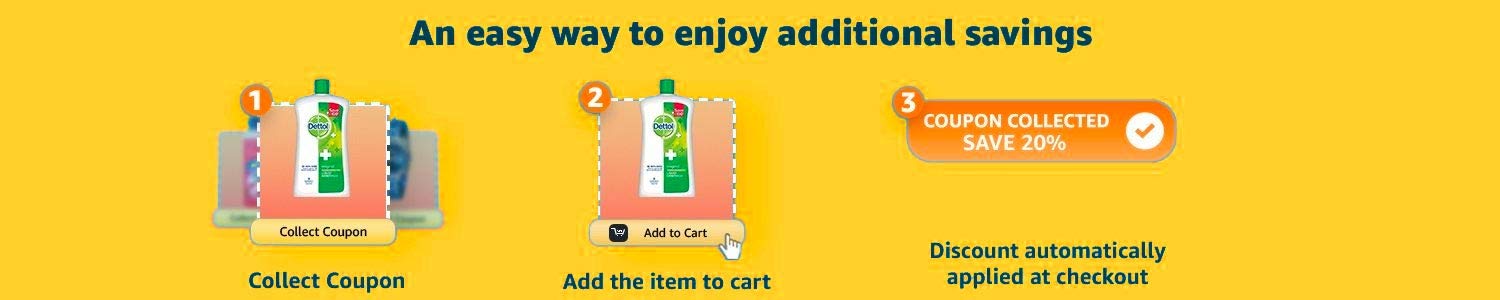 An easy way to enjoy additional savings
1
Dettol
Collect Coupon
Collect Coupon
2
Dettol
Add to Cart
Add the item to cart
3
COUPON COLLECTED
SAVE 20%
Discount automatically
applied at checkout